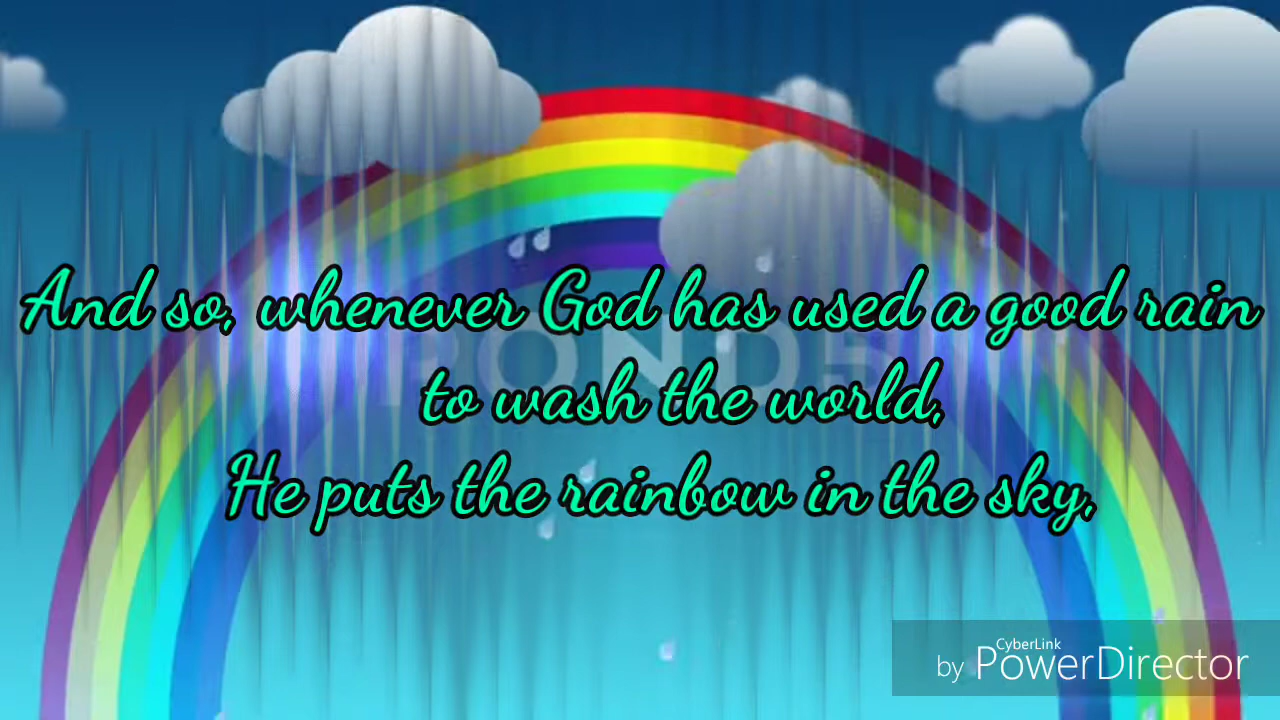 And so, whenever God has used a good rain
to wash the world,
He puts the rainbow in the sky,
POND5
CyberLink
by PowerDirector